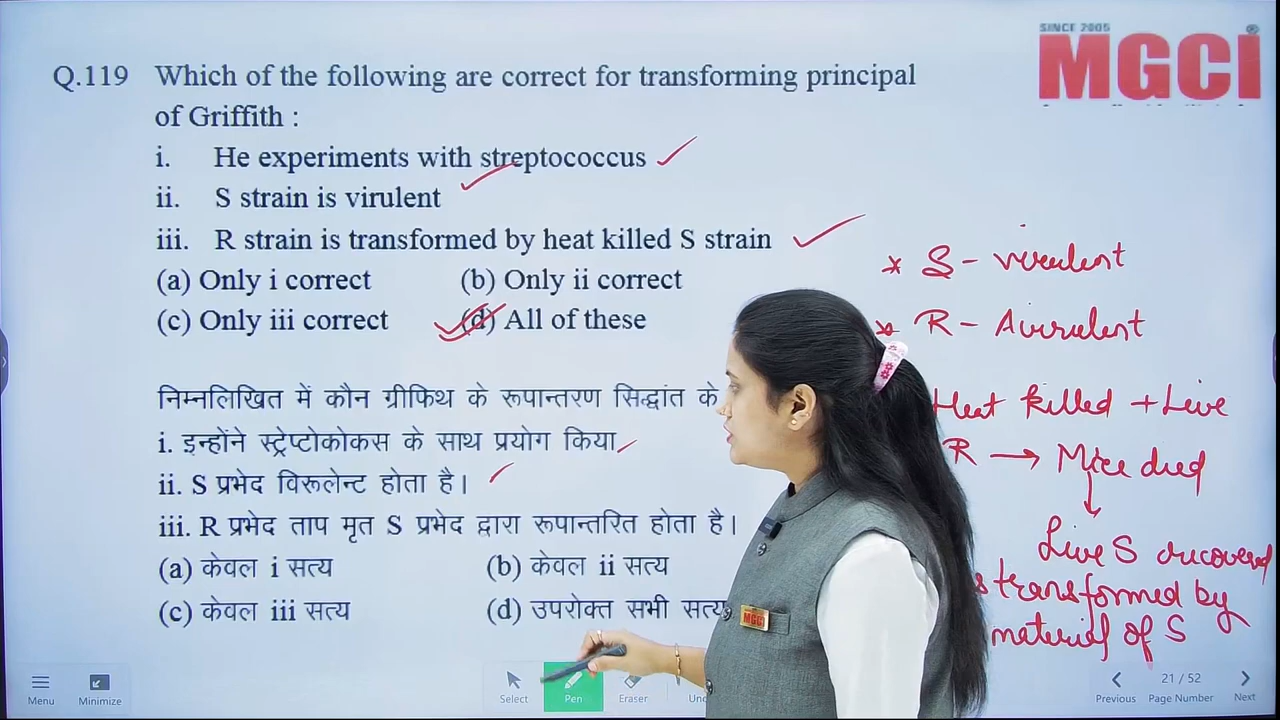 SINCE 2005
MGCI
Q.119 Which of the following are correct for transforming principal
of Griffith :
i. He experiments with streptococcus
ii. S strain is virulent
iii. R strain is transformed by heat killed S strain
(a) Only i correct (b) Only ii correct
(c) Only iii correct (d) All of these
निम्नलिखित में कौन ग्रीफिथ के रूपान्तरण सिद्धांत के
i. इन्होंने स्ट्रेप्टोकोकस के साथ प्रयोग किया
ii. S प्रभेद विरूलेन्ट होता है।
iii. R प्रभेद ताप मृत S प्रभेद द्वारा रूपान्तरित होता है।
(a) केवल i सत्य (b) केवल ii सत्य
(c) केवल iii सत्य (d) उपरोक्त सभी सत्य
* S - virulent
* R - Avirulent
Heat killed + Live
R → Mice died
Live S recovered
transformed by
material of S
MGCI
Menu Minimize Select Pen Eraser Previous 21 / 52 Page Number Next